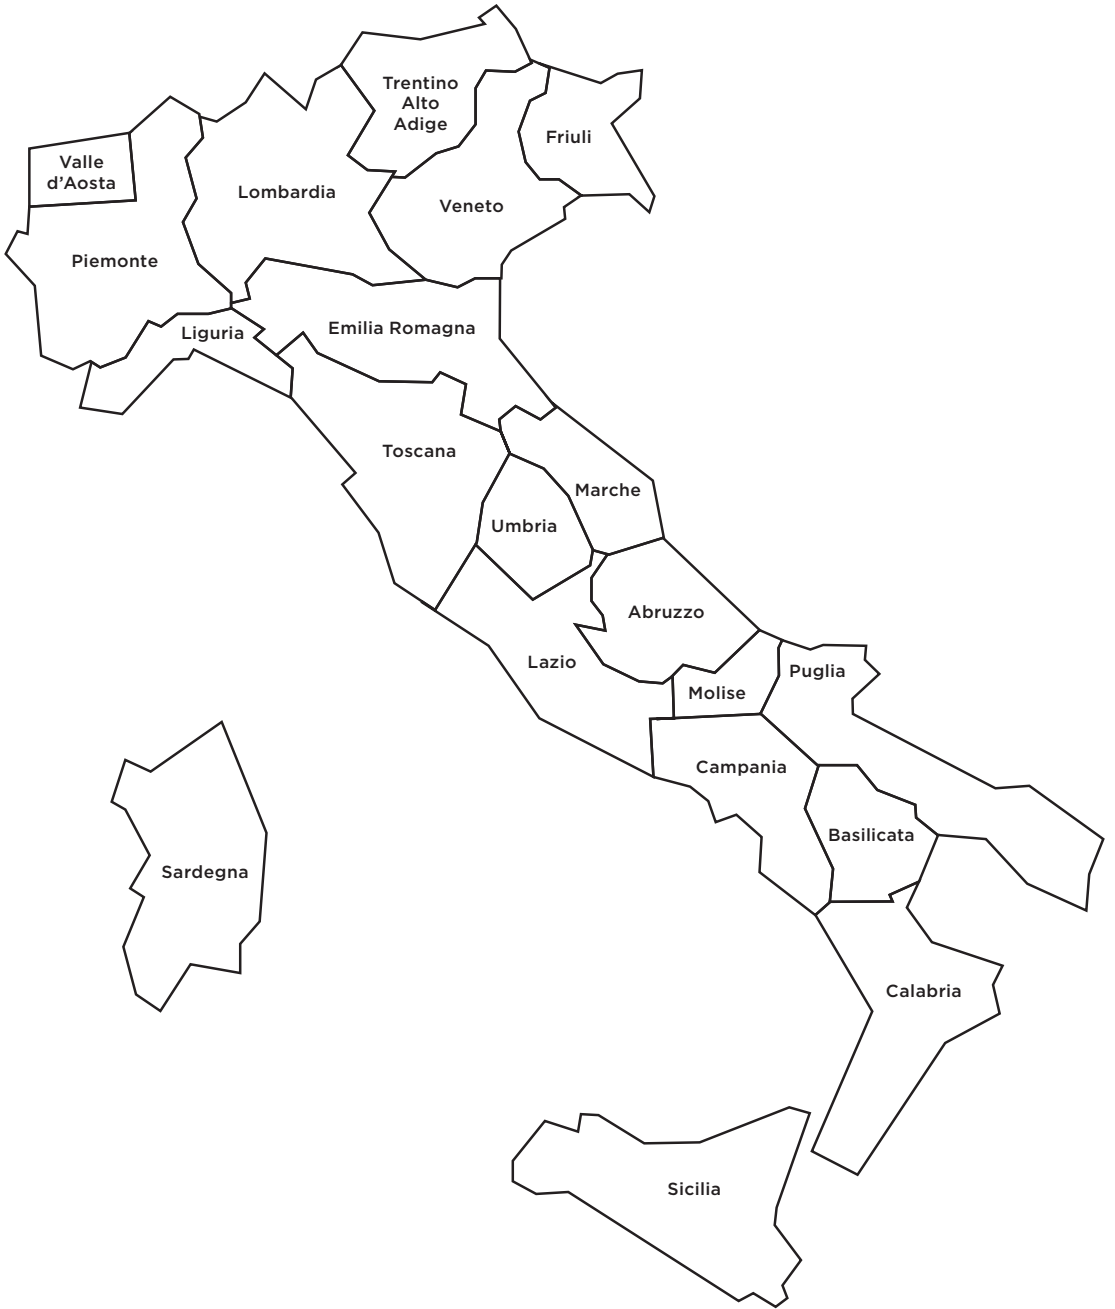 Trentino
Alto
Adige
Friuli
Valle
d'Aosta
Lombardia
Veneto
Piemonte
Emilia Romagna
Liguria
Toscana
Marche
Umbria
Abruzzo
Lazio
Puglia
Molise
Campania
Basilicata
Sardegna
Calabria
Sicilia